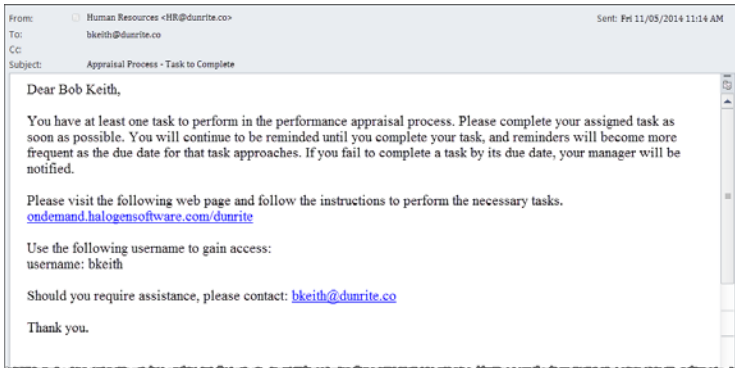 From: Human Resources <HR@dunrite.co> Sent: Fri 11/05/2014 11:14 AM
To: bkeith@dunrite.co
Cc:
Subject: Appraisal Process - Task to Complete
Dear Bob Keith,
You have at least one task to perform in the performance appraisal process. Please complete your assigned task as
soon as possible. You will continue to be reminded until you complete your task, and reminders will become more
frequent as the due date for that task approaches. If you fail to complete a task by its due date, your manager will be
notified.
Please visit the following web page and follow the instructions to perform the necessary tasks.
ondemand.halogensoftware.com/dunrite
Use the following username to gain access:
username: bkeith
Should you require assistance, please contact: bkeith@dunrite.co
Thank you.